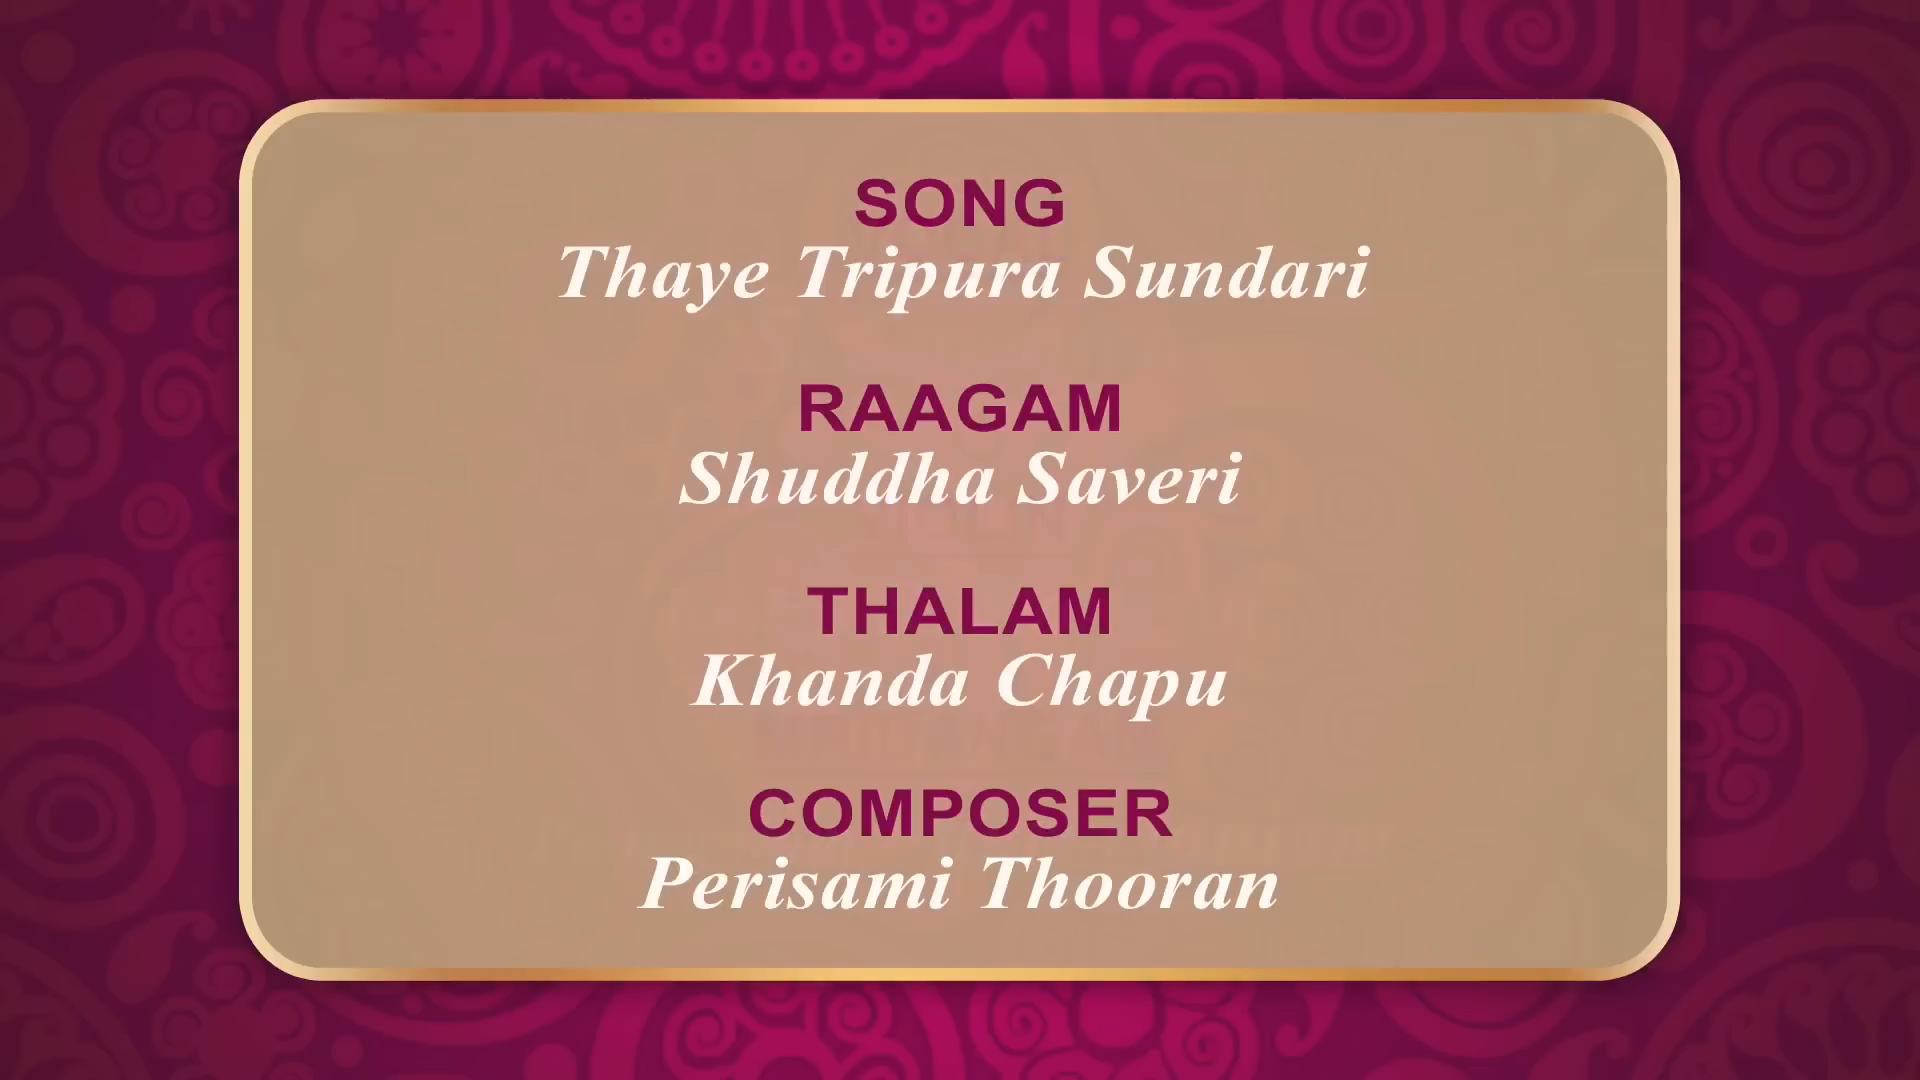 SONG
Thaye Tripura Sundari
RAAGAM
Shuddha Saveri
THALAM
Khanda Chapu
COMPOSER
Perisami Thooran